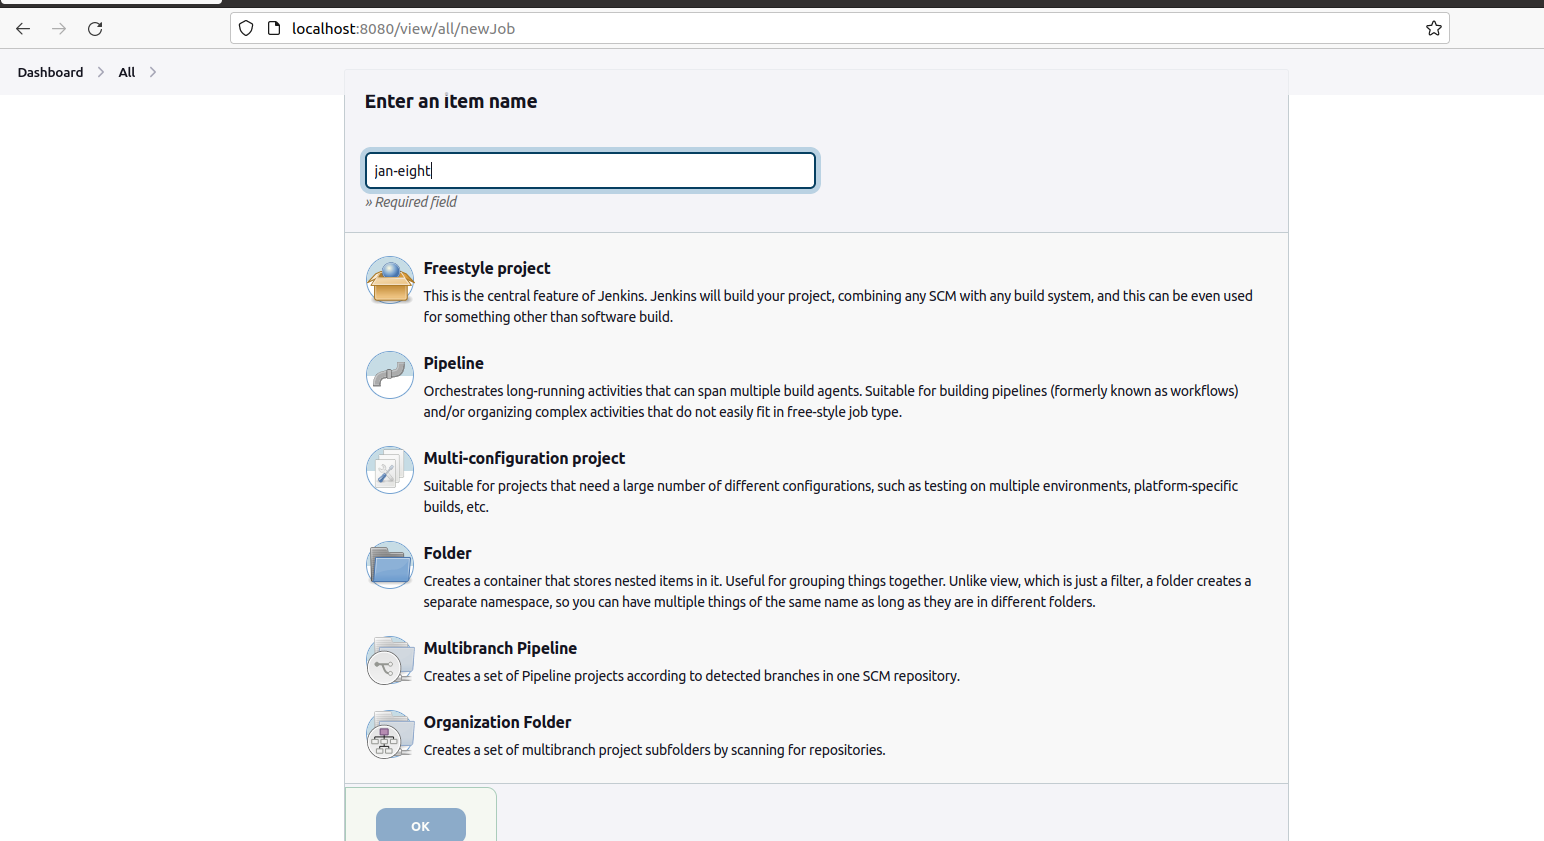 localhost:8080/view/all/newJob
Dashboard All
Enter an item name
jan-eight
» Required field
Freestyle project
This is the central feature of Jenkins. Jenkins will build your project, combining any SCM with any build system, and this can be even used
for something other than software build.
Pipeline
Orchestrates long-running activities that can span multiple build agents. Suitable for building pipelines (formerly known as workflows)
and/or organizing complex activities that do not easily fit in free-style job type.
Multi-configuration project
Suitable for projects that need a large number of different configurations, such as testing on multiple environments, platform-specific
builds, etc.
Folder
Creates a container that stores nested items in it. Useful for grouping things together. Unlike view, which is just a filter, a folder creates a
separate namespace, so you can have multiple things of the same name as long as they are in different folders.
Multibranch Pipeline
Creates a set of Pipeline projects according to detected branches in one SCM repository.
Organization Folder
Creates a set of multibranch project subfolders by scanning for repositories.
OK